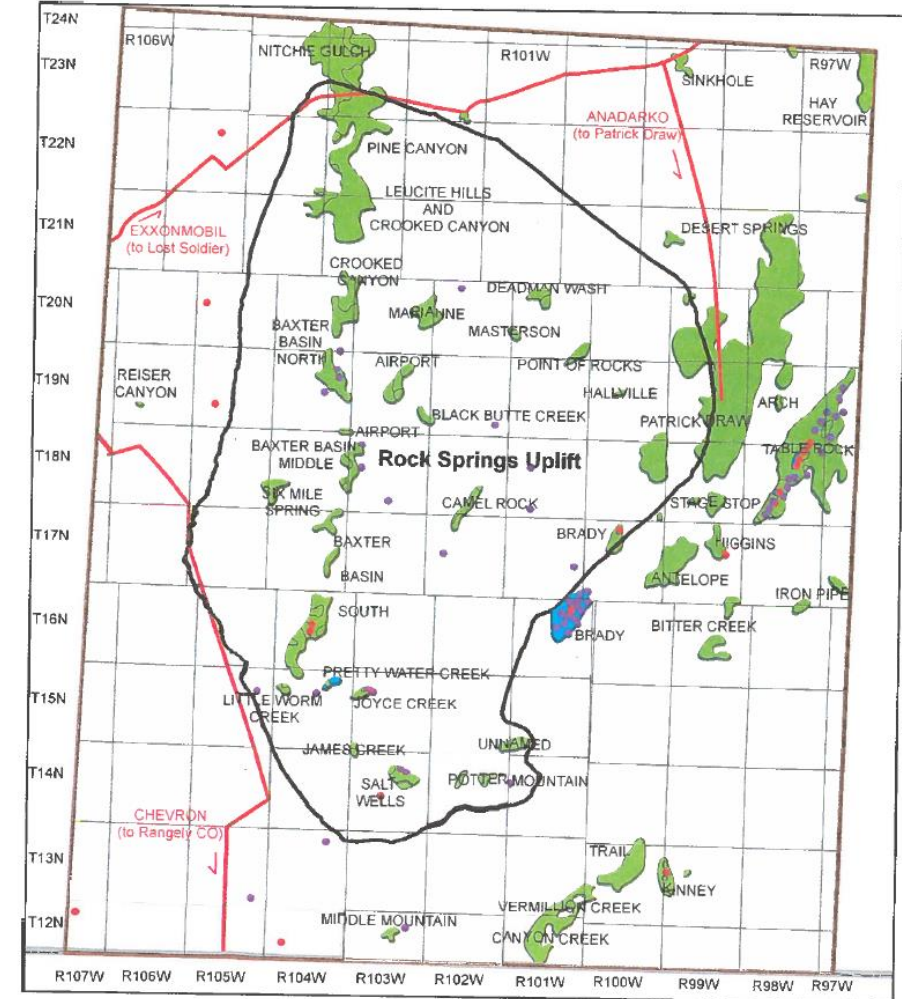 T24N
R106W
NITCHIE GULCH
R101W
R97W
T23N
SINKHOLE
HAY
RESERVOIR
ANADARKO
(to Patrick Draw)
T22N
PINE CANYON
LEUCITE HILLS
AND
CROOKED CANYON
T21N
EXXONMOBIL
(to Lost Soldier)
DESERT SPRINGS
CROOKED
CANYON
T20N
DEADMAN WASH
MARIANNE
MASTERSON
BAXTER
BASIN
NORTH
AIRPORT
POINT OF ROCKS
T19N
REISER
CANYON
HALLVILLE
ARCH
BLACK BUTTE CREEK
PATRICK DRAW
AIRPORT
T18N
BAXTER BASIN
MIDDLE
Rock Springs Uplift
TABLE ROCK
SIX MILE
SPRING
CAMEL ROCK
STAGE STOP
T17N
BAXTER
BRADY
HIGGINS
BASIN
ANTELOPE
IRON PIPE
T16N
SOUTH
BRADY
BITTER CREEK
T15N
PRETTY WATER CREEK
LITTLE WORM
CREEK
JOYCE CREEK
JAMES CREEK
UNNAMED
T14N
SALT
WELLS
POTTER MOUNTAIN
CHEVRON
(to Rangely CO)
T13N
TRAIL
KINNEY
VERMILLION CREEK
T12N
MIDDLE MOUNTAIN
CANYON CREEK
R107W R106W R105W R104W R103W R102W R101W R100W R99W R98W R97W